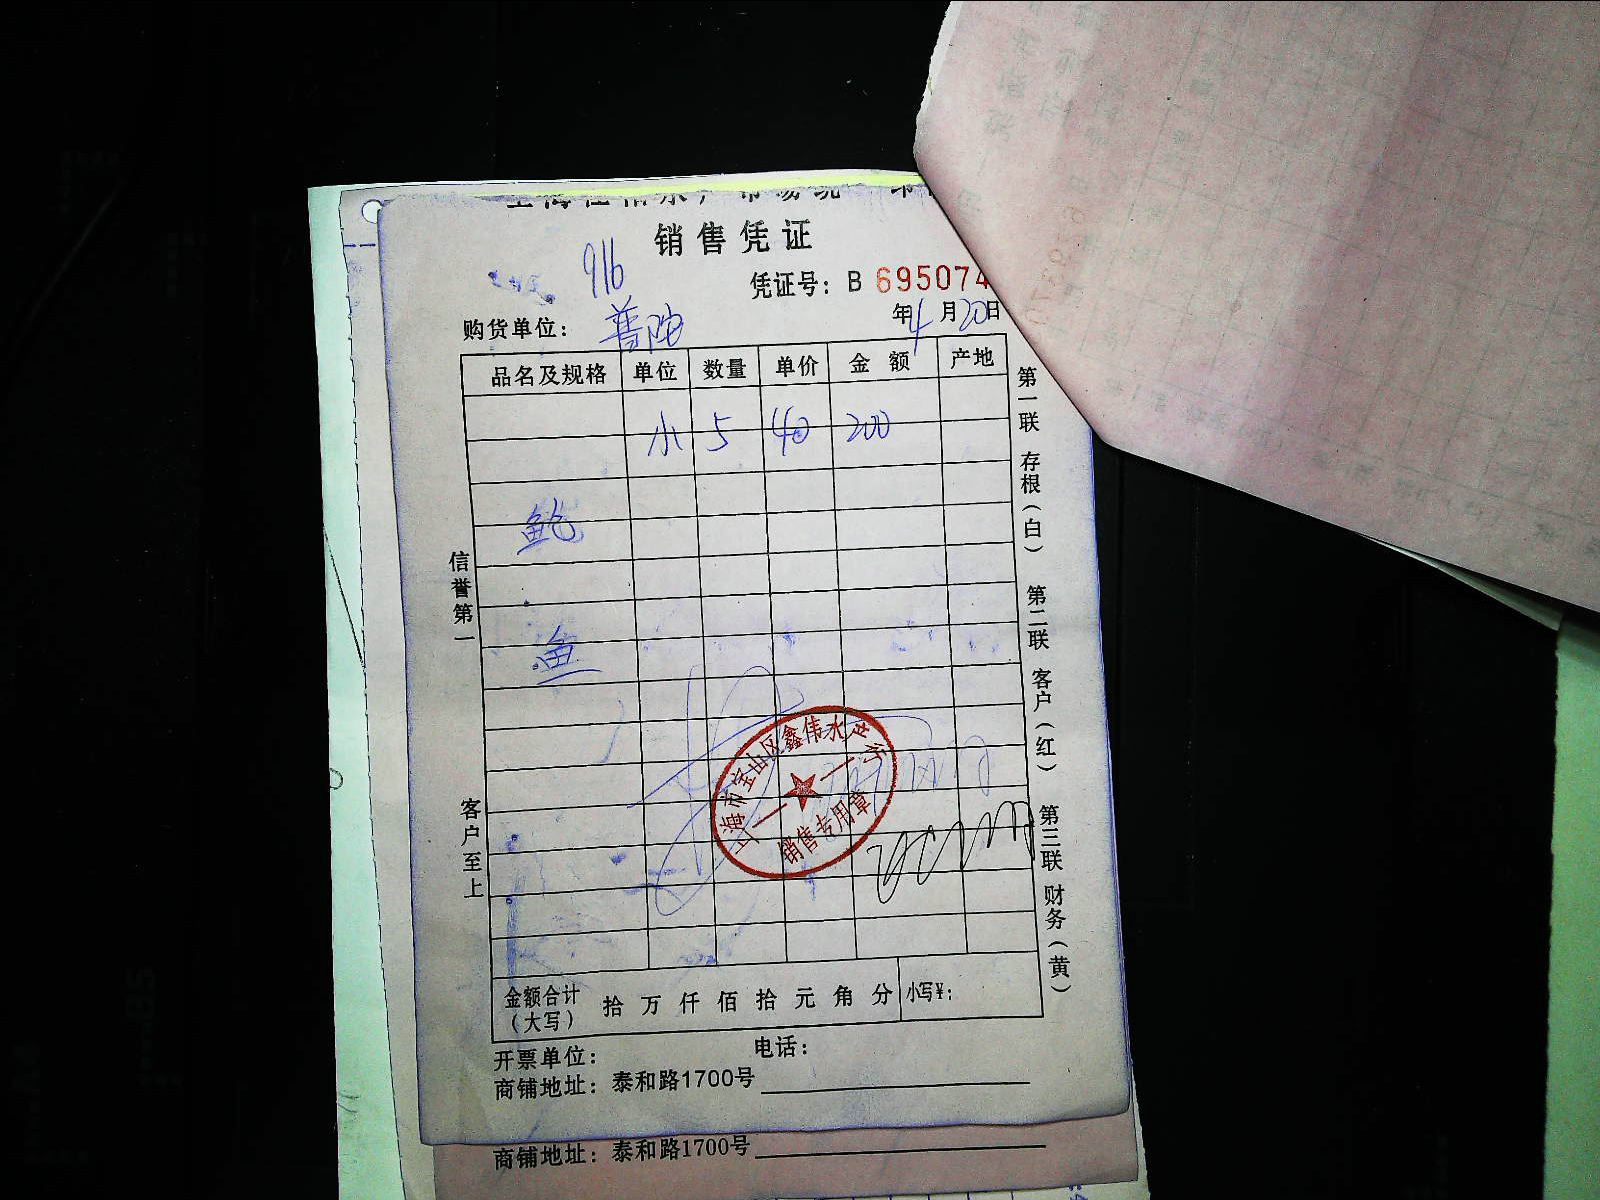 销售凭证
916
凭证号：B 695074
年4月20日
购货单位：普陀
品名及规格 单位 数量 单价 金额 产地
小 5 40 200
鲍
鱼
信誉第一
客户至上
第一联 存根（白） 第二联 客户（红） 第三联 财务（黄）
上海市宝山区鑫伟水产行
销售专用章
金额合计（大写） 拾 万 仟 佰 拾 元 角 分 小写￥：
开票单位： 电话：
商铺地址：泰和路1700号
商铺地址：泰和路1700号